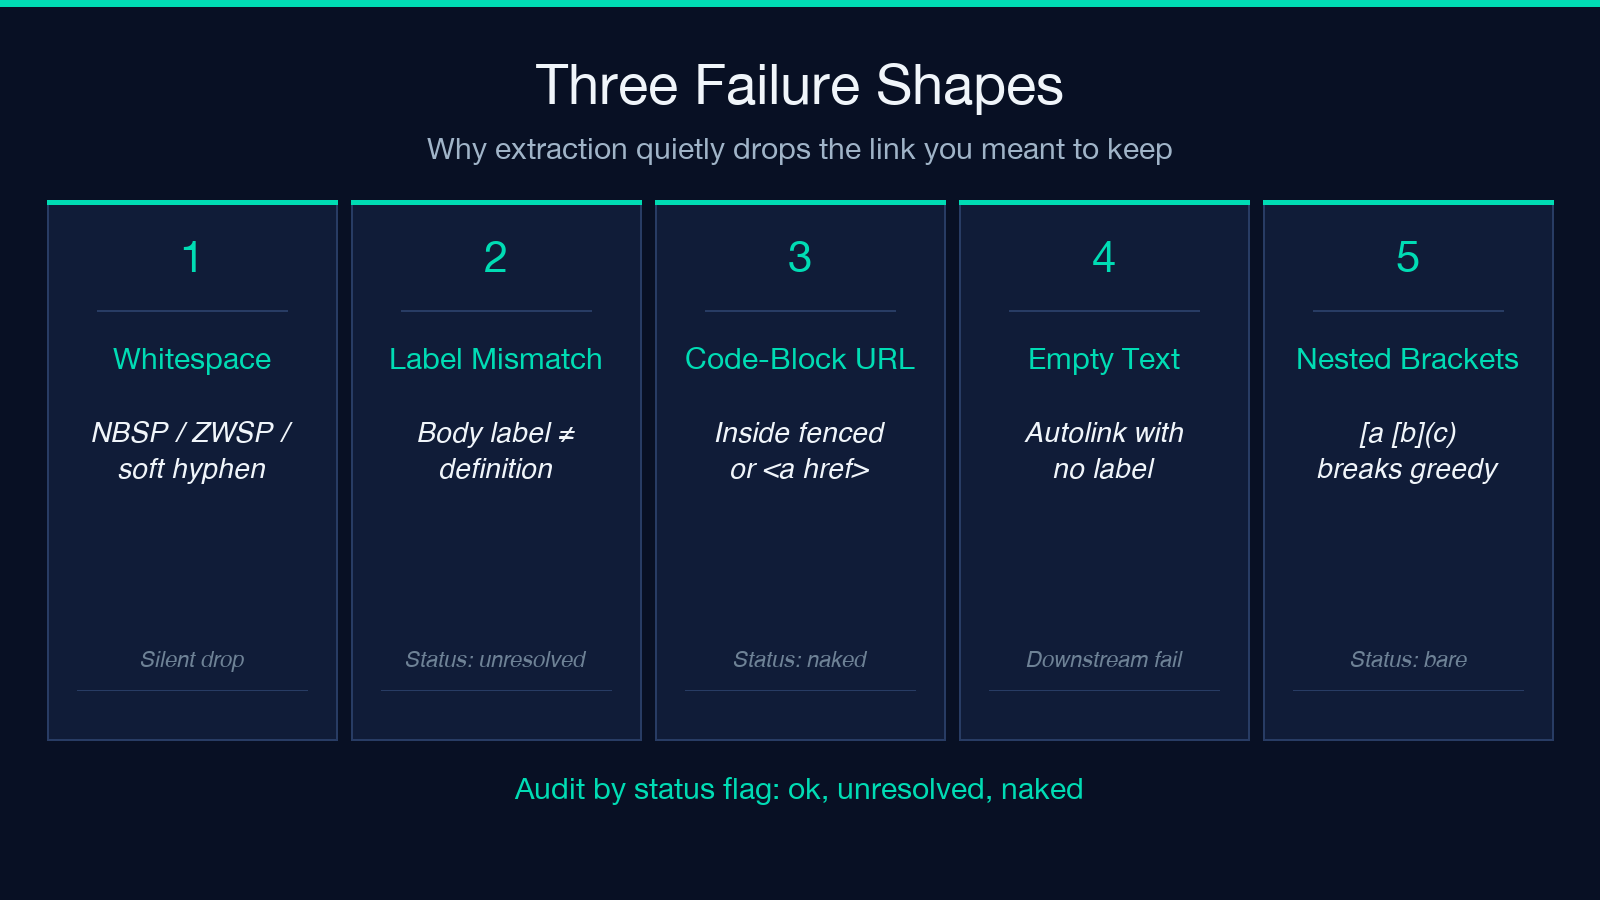 Three Failure Shapes
Why extraction quietly drops the link you meant to keep
1
Whitespace
NBSP / ZWSP /
soft hyphen
Silent drop
2
Label Mismatch
Body label ≠
definition
Status: unresolved
3
Code-Block URL
Inside fenced
or <a href>
Status: naked
4
Empty Text
Autolink with
no label
Downstream fail
5
Nested Brackets
[a [b](c)
breaks greedy
Status: bare
Audit by status flag: ok, unresolved, naked